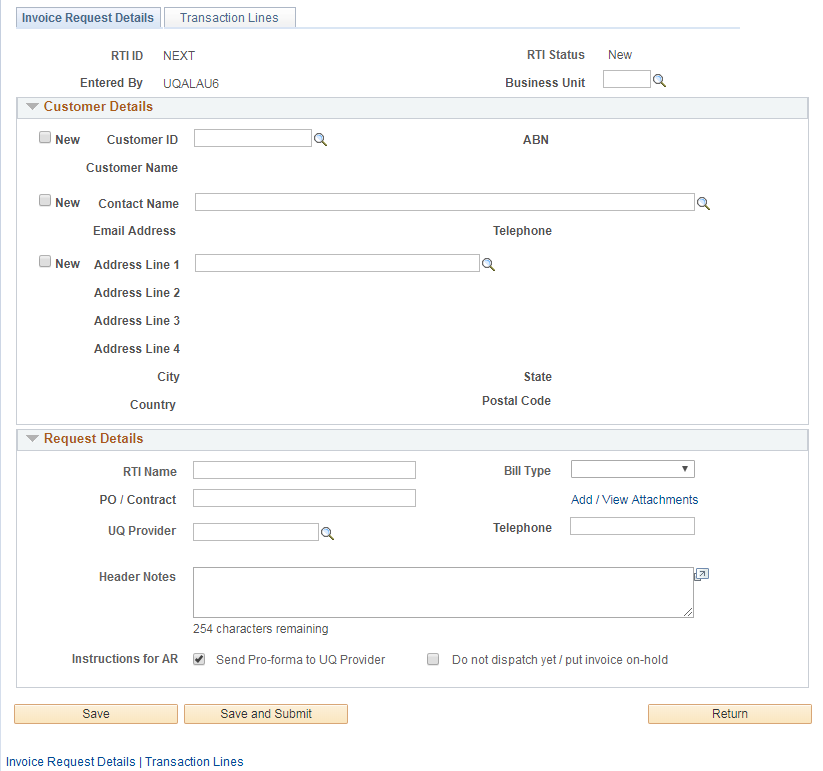 Invoice Request Details Transaction Lines
RTI ID NEXT RTI Status New
Entered By UQALAU6 Business Unit
Customer Details
New Customer ID ABN
Customer Name
New Contact Name
Email Address Telephone
New Address Line 1
Address Line 2
Address Line 3
Address Line 4
City State
Country Postal Code
Request Details
RTI Name Bill Type
PO / Contract Add / View Attachments
UQ Provider Telephone
Header Notes
254 characters remaining
Instructions for AR Send Pro-forma to UQ Provider Do not dispatch yet / put invoice on-hold
Save Save and Submit Return
Invoice Request Details | Transaction Lines